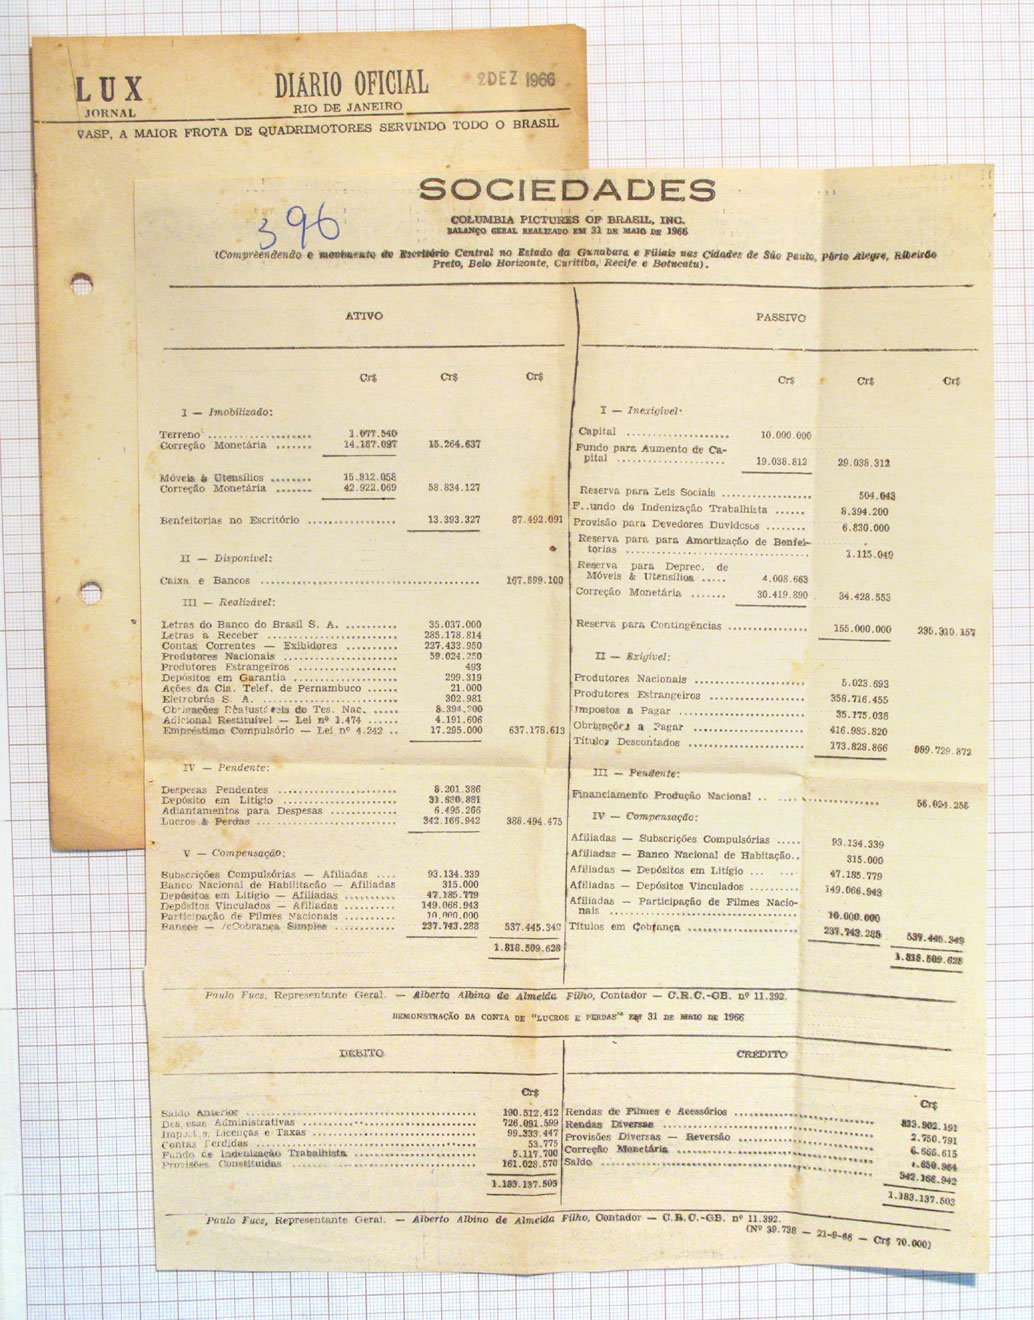 LUX
JORNAL
DIÁRIO OFICIAL
RIO DE JANEIRO
2 DEZ 1966
VASP, A MAIOR FROTA DE QUADRIMOTORES SERVINDO TODO O BRASIL
396
SOCIEDADES
COLUMBIA PICTURES OF BRASIL, INC.
BALANÇO GERAL REALIZADO EM 31 DE MAIO DE 1966
(Compreendendo o movimento do Escritório Central no Estado da Gunabara e Filiais nas Cidades de São Paulo, Pôrto Alegre, Ribeirão
Preto, Belo Horizonte, Curitiba, Recife e Botucatu).
ATIVO
Cr$ Cr$ Cr$
I — Imobilizado:
Terreno .................... 1.077.540
Correção Monetária ....... 14.187.097 15.264.637
Móveis & Utensílios ....... 15.912.058
Correção Monetária ....... 42.922.069 58.834.127
Benfeitorias no Escritório ................ 13.393.327 87.492.091
II — Disponível:
Caixa e Bancos ........................................ 167.899.100
III — Realizável:
Letras do Banco do Brasil S. A. .......... 35.037.000
Letras a Receber ........................ 285.178.814
Contas Correntes — Exibidores .......... 227.433.950
Produtores Nacionais .................... 59.024.250
Produtores Estrangeiros .................. 493
Depósitos em Garantia .................. 299.319
Ações da Cia. Telef. de Pernambuco ...... 21.000
Eletrobrás S. A. ........................ 302.981
Obrigações Reajustáveis do Tes. Nac. ..... 8.394.200
Adicional Restituível — Lei nº 1.474 ...... 4.191.606
Empréstimo Compulsório — Lei nº 4.242 .. 17.295.000 637.178.613
IV — Pendente:
Despesas Pendentes ...................... 8.201.386
Depósito em Litígio ...................... 31.630.881
Adiantamentos para Despesas ............ 6.495.266
Lucros & Perdas ........................ 342.166.942 388.494.475
V — Compensação:
Subscrições Compulsórias — Afiliadas .... 93.134.339
Banco Nacional de Habilitacão — Afiliadas 315.000
Depósitos em Litígio — Afiliadas ........ 47.185.779
Depósitos Vinculados — Afiliadas ........ 149.066.943
Participação de Filmes Nacionais ........ 10.000.000
Bancos — /cCobrança Simples .......... 237.743.288 537.445.349
1.818.509.628
PASSIVO
Cr$ Cr$ Cr$
I — Inexigível:
Capital .................... 10.000.000
Fundo para Aumento de Ca-
pital ..................... 19.038.312 29.038.312
Reserva para Leis Sociais ................ 504.043
F..undo de Indenização Trabalhista ...... 8.394.200
Provisão para Devedores Duvidosos ........ 6.830.000
Reserva para para Amortização de Benfei-
torias .................................. 1.115.049
Reserva para Deprec. de
Móveis & Utensílios ..... 4.008.663
Correção Monetária ....... 30.419.890 34.428.553
Reserva para Contingências ................ 155.000.000 235.310.157
II — Exigível:
Produtores Nacionais .................... 5.023.693
Produtores Estrangeiros .................. 358.716.455
Impostos a Pagar ........................ 35.175.038
Obrigações a Pagar ...................... 416.985.820
Títulos Descontados ...................... 173.828.866 989.729.872
III — Pendente:
Financiamento Produção Nacional .................. 56.024.256
IV — Compensação:
Afiliadas — Subscrições Compulsórias ..... 93.134.339
Afiliadas — Banco Nacional de Habitação.. 315.000
Afiliadas — Depósitos em Litígio ... ... 47.185.779
Afiliadas — Depósitos Vinculados .......... 149.066.943
Afiliadas — Participação de Filmes Nacio-
nais .................................... 10.000.000
Títulos em Cobrança ...................... 237.743.288 537.445.349
1.818.509.628
Paulo Fucs, Representante Geral. — Alberto Albino de Almeida Filho, Contador — C.R.C.-GB. nº 11.392.
DEMONSTRAÇÃO DA CONTA DE "LUCROS E PERDAS" EM 31 DE MAIO DE 1966
DÉBITO
Cr$
Saldo Anterior ........................................ 190.512.412
Despesas Administrativas .............................. 726.091.599
Impostos, Licenças e Taxas ............................ 99.333.447
Contas Perdidas ........................................ 53.775
Fundo de Indenização Trabalhista ...................... 5.117.700
Provisões Constituídas ................................ 161.028.570
1.183.137.503
CRÉDITO
Cr$
Rendas de Filmes e Acessórios ........................ 823.902.191
Rendas Diversas ........................ 2.750.791
Provisões Diversas — Reversão ........................ 6.666.615
Correção Monetária ........................
Saldo ........................ 342.166.942
1.183.137.503
Paulo Fucs, Representante Geral. — Alberto Albino de Almeida Filho, Contador — C.R.C.-GB. nº 11.392.
(Nº 39.738 — 21-9-66 — Cr$ 70.000)